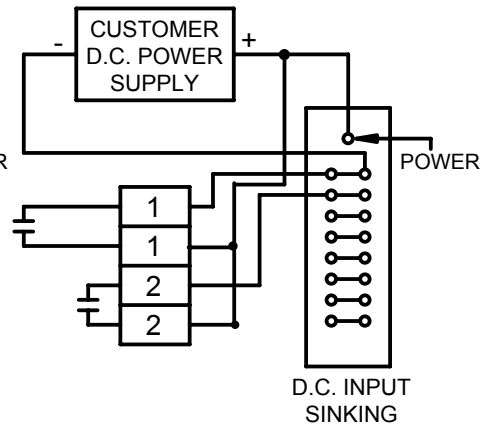 CUSTOMER
- D.C. POWER +
SUPPLY
R
POWER
1
1
2
2
D.C. INPUT
SINKING